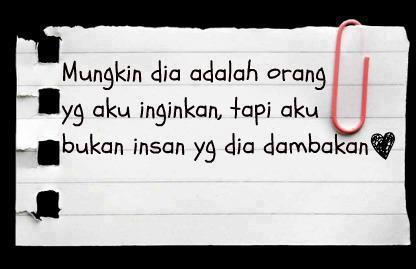 Mungkin dia adalah orang
yg aku inginkan, tapi aku
bukan insan yg dia dambakan